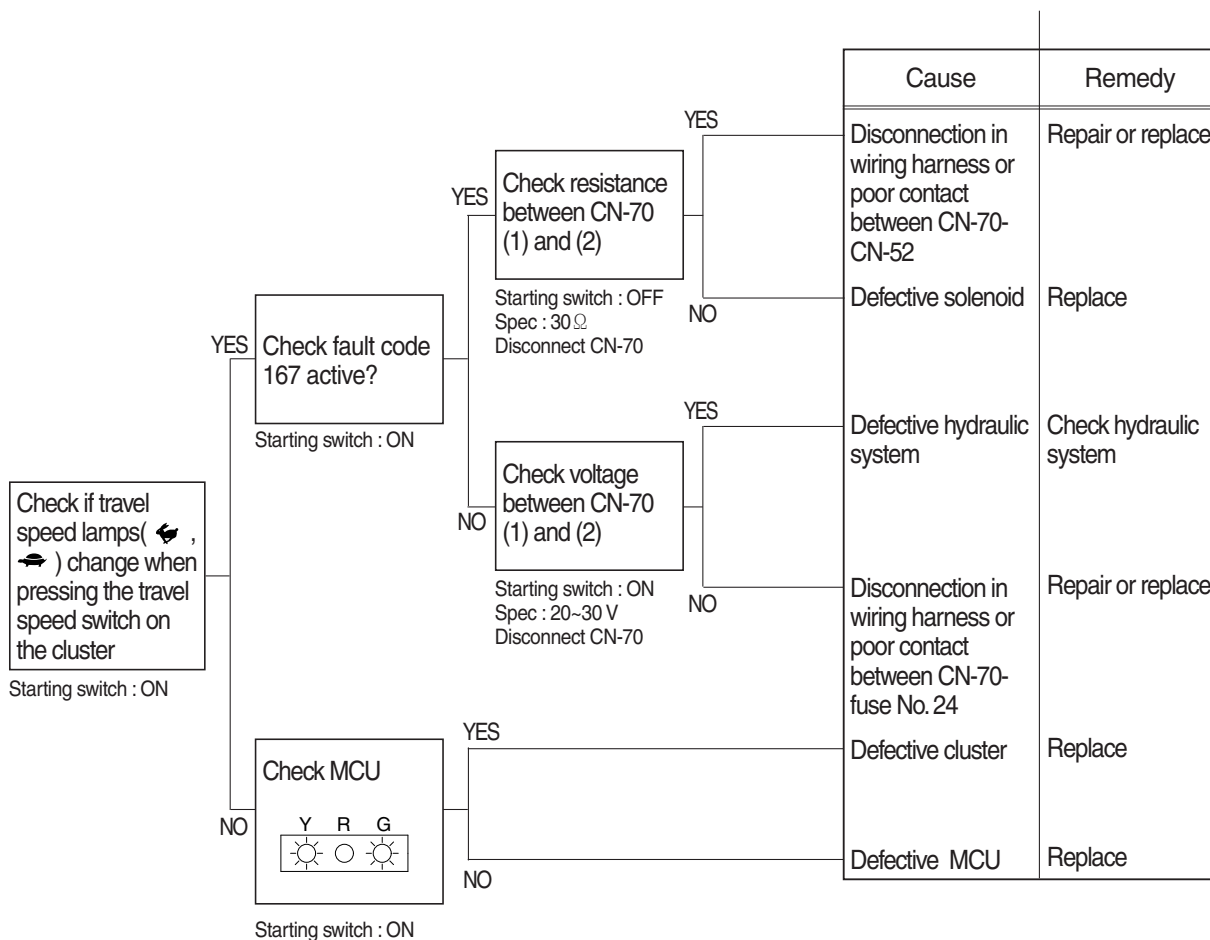 Cause
Remedy
YES
Disconnection in
wiring harness or
poor contact
between CN-70-
CN-52
Repair or replace
YES
Check resistance
between CN-70
(1) and (2)
Starting switch : OFF
Spec : 30Ω
Disconnect CN-70
NO
Defective solenoid
Replace
YES
Check fault code
167 active?
Starting switch : ON
YES
Defective hydraulic
system
Check hydraulic
system
NO
Check voltage
between CN-70
(1) and (2)
Starting switch : ON
Spec : 20~30 V
Disconnect CN-70
NO
Disconnection in
wiring harness or
poor contact
between CN-70-
fuse No. 24
Repair or replace
Check if travel
speed lamps( ,
) change when
pressing the travel
speed switch on
the cluster
Starting switch : ON
NO
Check MCU
Y R G
Starting switch : ON
YES
Defective cluster
Replace
NO
Defective MCU
Replace